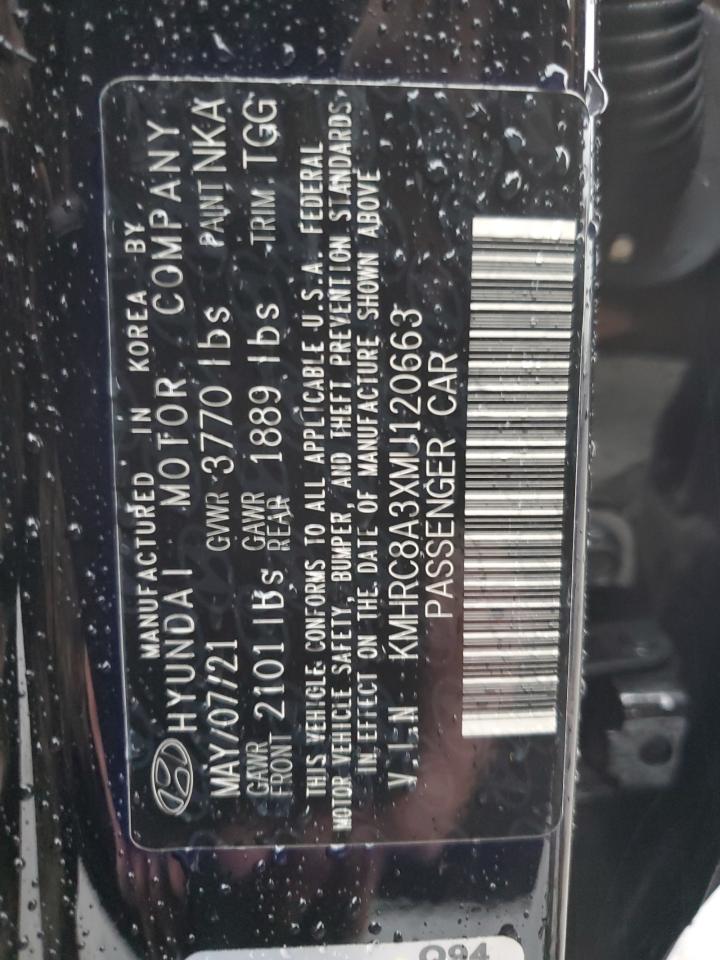 MANUFACTURED IN KOREA BY
HYUNDAI MOTOR COMPANY
MAY/07/21 GVWR 3770 lbs PAINT NKA
GAWR FRONT 2101 lbs GAWR REAR 1889 lbs TRIM TGG
THIS VEHICLE CONFORMS TO ALL APPLICABLE U.S.A. FEDERAL
MOTOR VEHICLE SAFETY, BUMPER, AND THEFT PREVENTION STANDARDS
IN EFFECT ON THE DATE OF MANUFACTURE SHOWN ABOVE
V.I.N KMHRC8A3XMU120663
PASSENGER CAR